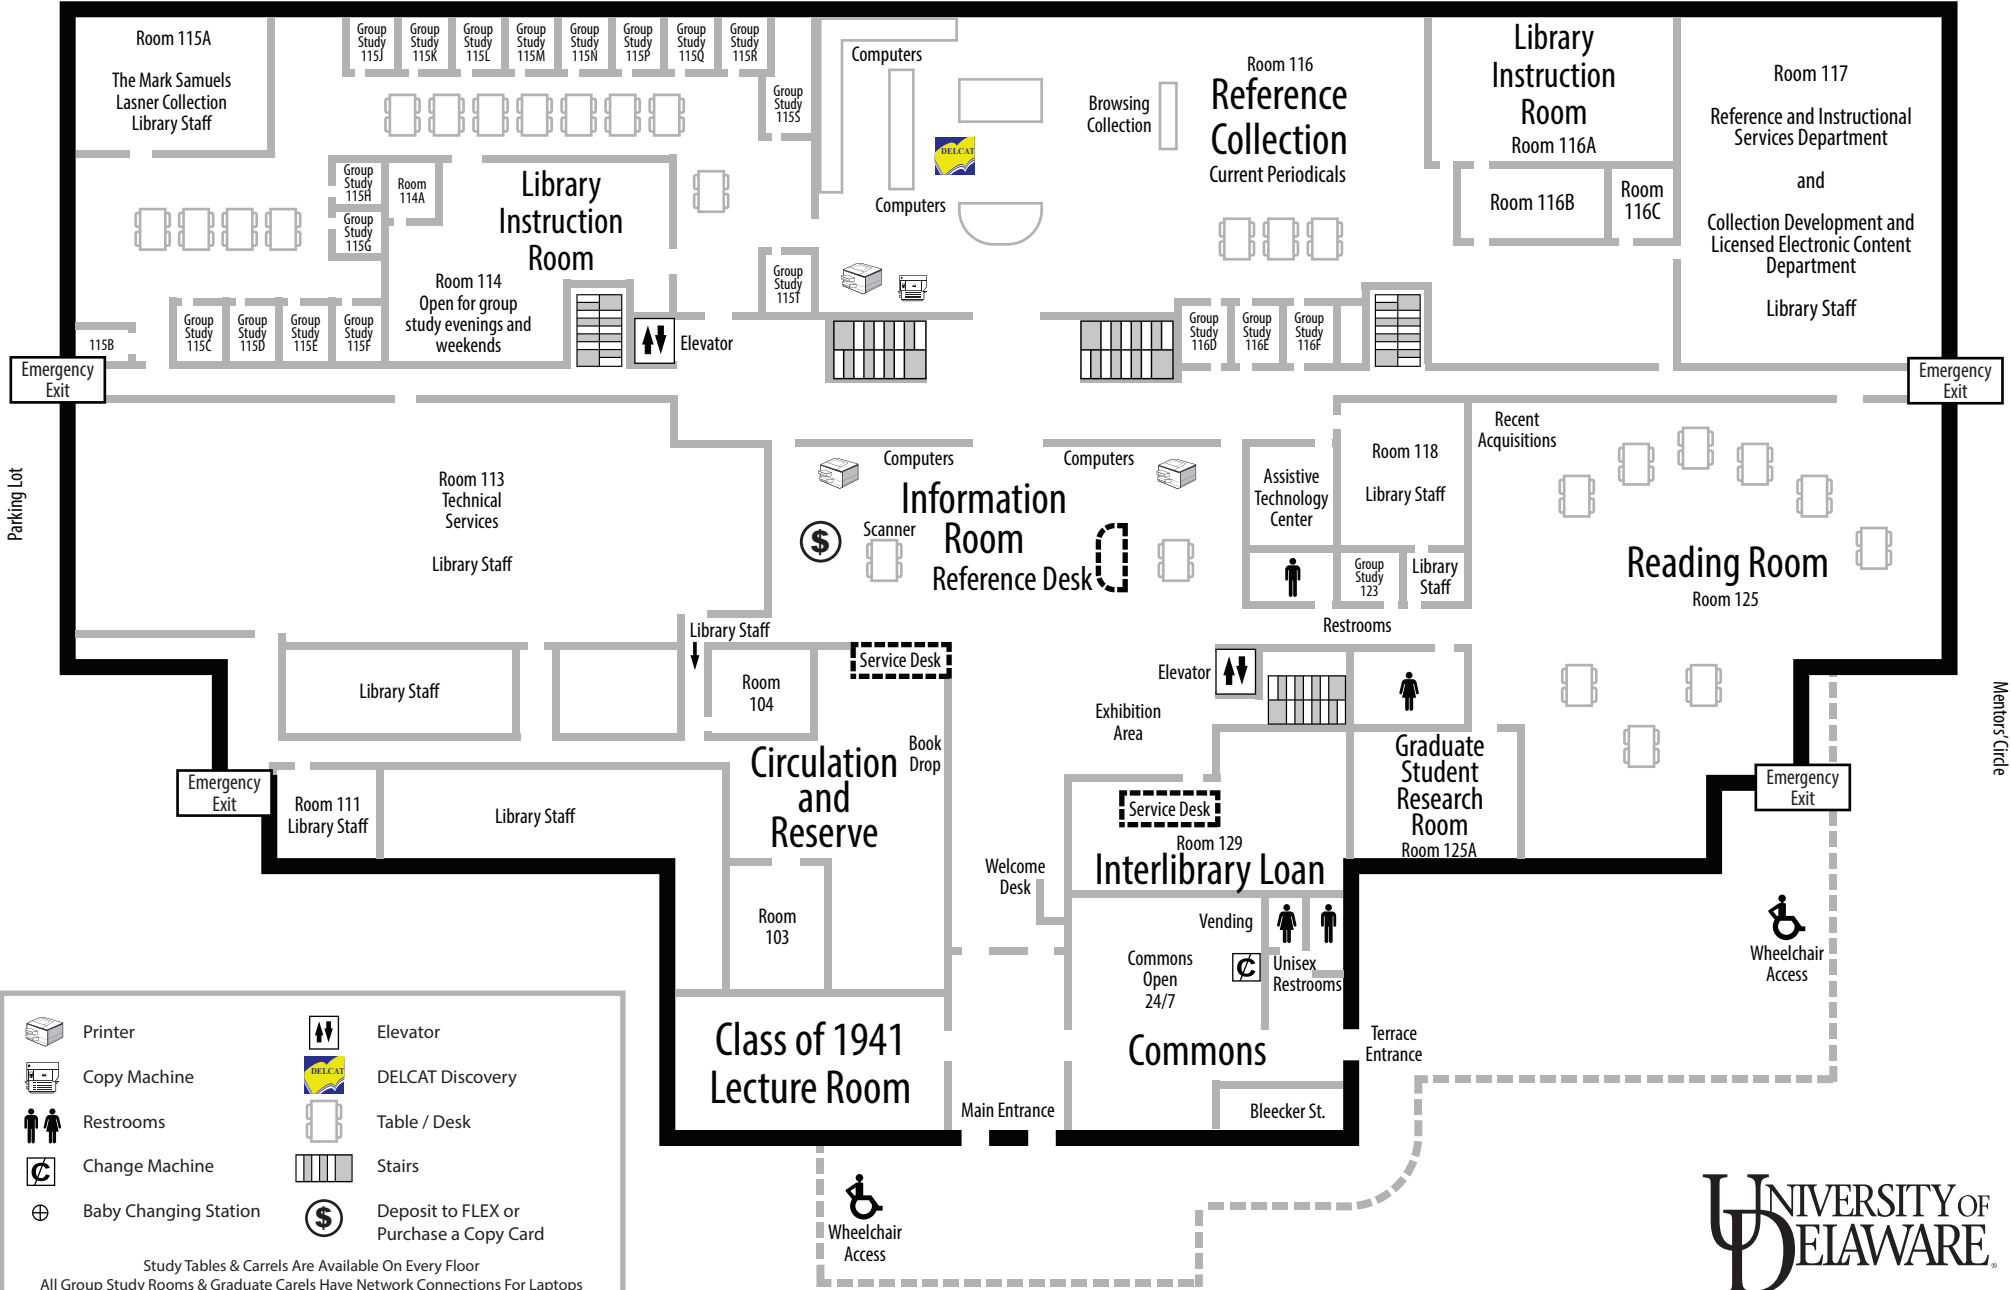 Room 115A
The Mark Samuels
Lasner Collection
Library Staff
Group
Study
115J
Group
Study
115K
Group
Study
115L
Group
Study
115M
Group
Study
115N
Group
Study
115P
Group
Study
115Q
Group
Study
115R
Group
Study
115S
Computers
Computers
DELCAT
Browsing
Collection
Room 116
Reference
Collection
Current Periodicals
Library
Instruction
Room
Room 116A
Room 116B
Room
116C
Room 117
Reference and Instructional
Services Department
and
Collection Development and
Licensed Electronic Content
Department
Library Staff
Group
Study
115H
Group
Study
115G
Room
114A
Library
Instruction
Room
Room 114
Open for group
study evenings and
weekends
Group
Study
115T
115B
Group
Study
115C
Group
Study
115D
Group
Study
115E
Group
Study
115F
Elevator
Group
Study
116D
Group
Study
116E
Group
Study
116F
Emergency
Exit
Emergency
Exit
Parking Lot
Room 113
Technical
Services
Library Staff
Computers
Computers
Information
Room
Reference Desk
$
Scanner
Assistive
Technology
Center
Room 118
Library Staff
Recent
Acquisitions
Group
Study
123
Library
Staff
Restrooms
Reading Room
Room 125
Library Staff
Library Staff
Room
104
Service Desk
Elevator
Exhibition
Area
Mentors' Circle
Emergency
Exit
Room 111
Library Staff
Library Staff
Circulation
and
Reserve
Book
Drop
Service Desk
Room 129
Interlibrary Loan
Graduate
Student
Research
Room
Room 125A
Emergency
Exit
Welcome
Desk
Room
103
Vending
Commons
Open
24/7
₵
Unisex
Restrooms
Wheelchair
Access
Class of 1941
Lecture Room
Commons
Terrace
Entrance
Main Entrance
Bleecker St.
Wheelchair
Access
Printer
Elevator
Copy Machine
DELCAT
DELCAT Discovery
Restrooms
Table / Desk
₵
Change Machine
Stairs
Baby Changing Station
$
Deposit to FLEX or
Purchase a Copy Card
Study Tables & Carrels Are Available On Every Floor
All Group Study Rooms & Graduate Carels Have Network Connections For Laptops
UNIVERSITY OF
DELAWARE